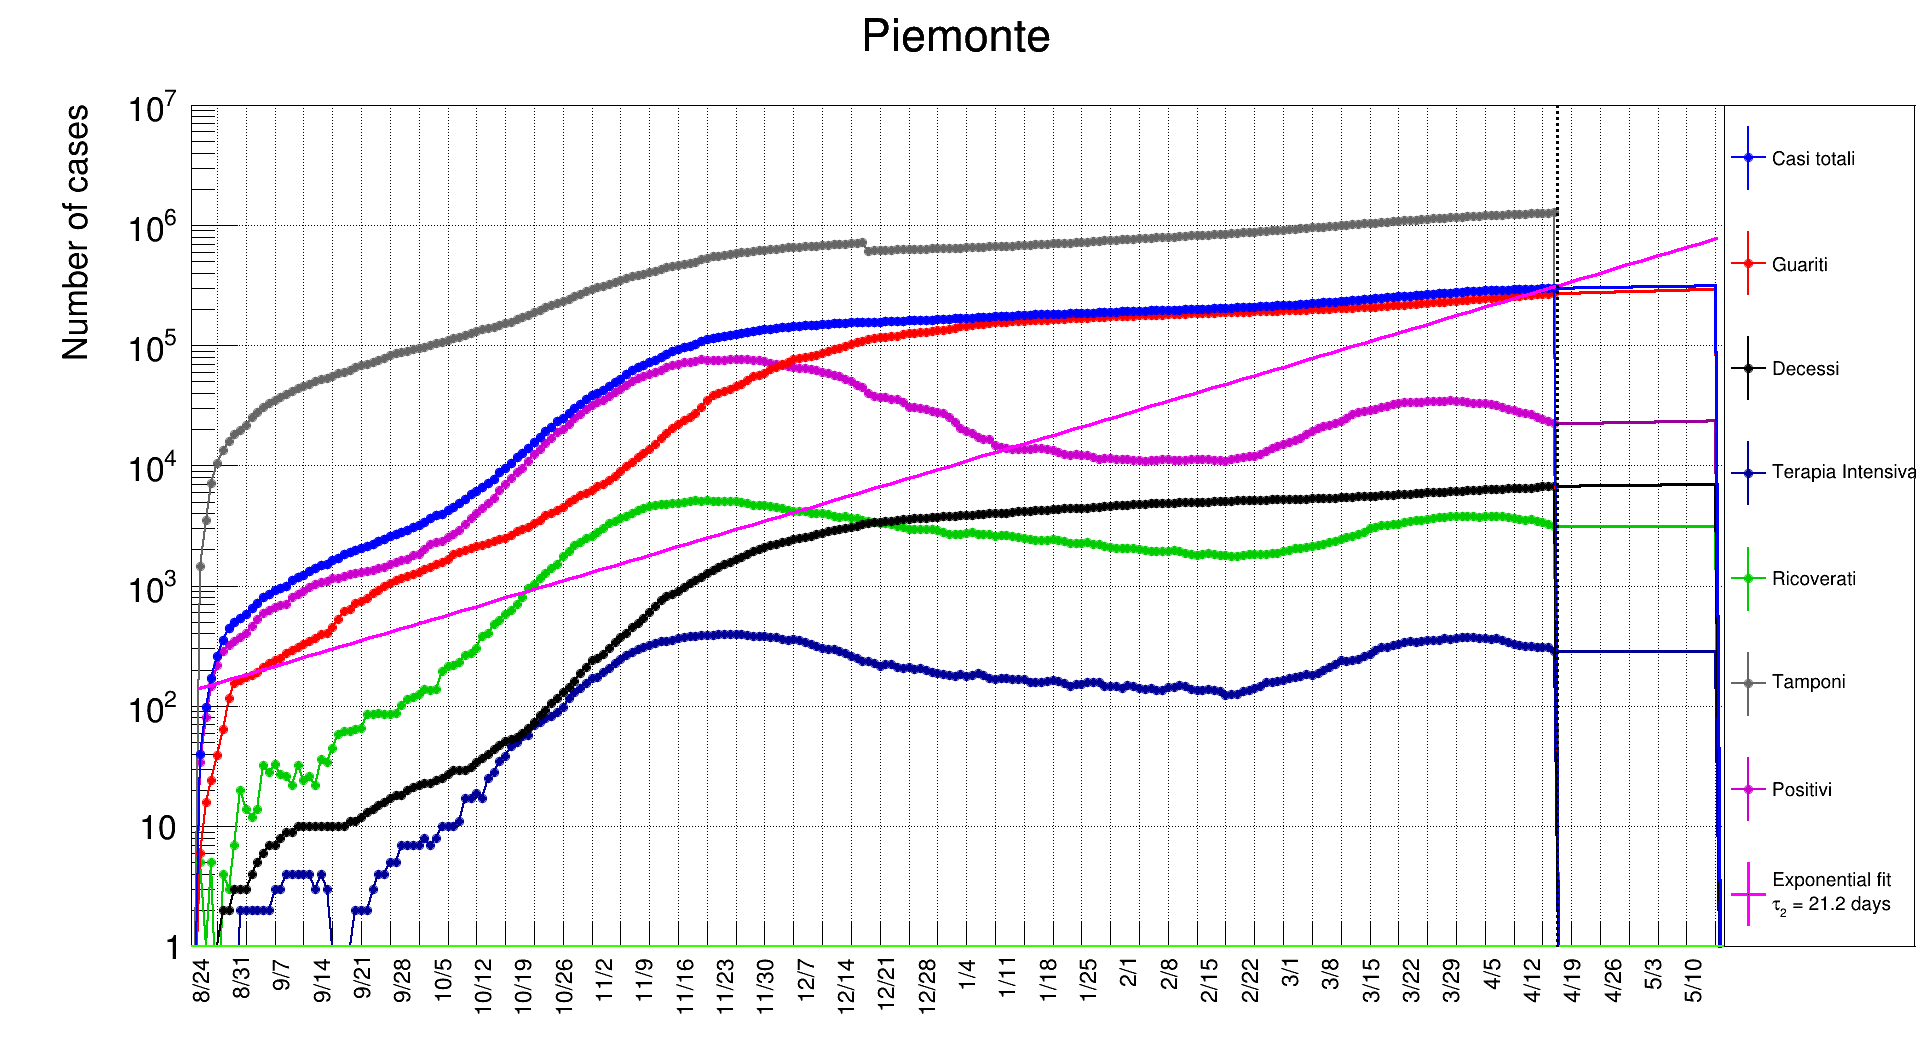 Piemonte
Number of cases
10^7
10^6
10^5
10^4
10^3
10^2
10
1
8/24 8/31 9/7 9/14 9/21 9/28 10/5 10/12 10/19 10/26 11/2 11/9 11/16 11/23 11/30 12/7 12/14 12/21 12/28 1/4 1/11 1/18 1/25 2/1 2/8 2/15 2/22 3/1 3/8 3/15 3/22 3/29 4/5 4/12 4/19 4/26 5/3 5/10
Casi totali
Guariti
Decessi
Terapia Intensiva
Ricoverati
Tamponi
Positivi
Exponential fit
τ₂ = 21.2 days